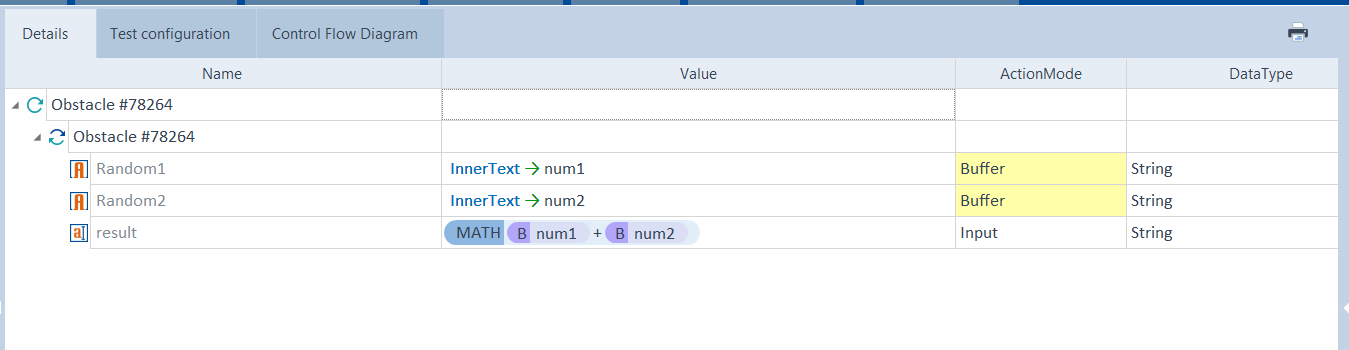 Details Test configuration Control Flow Diagram
Name Value ActionMode DataType
Obstacle #78264
Obstacle #78264
Random1 InnerText → num1 Buffer String
Random2 InnerText → num2 Buffer String
result MATH B num1 + B num2 Input String